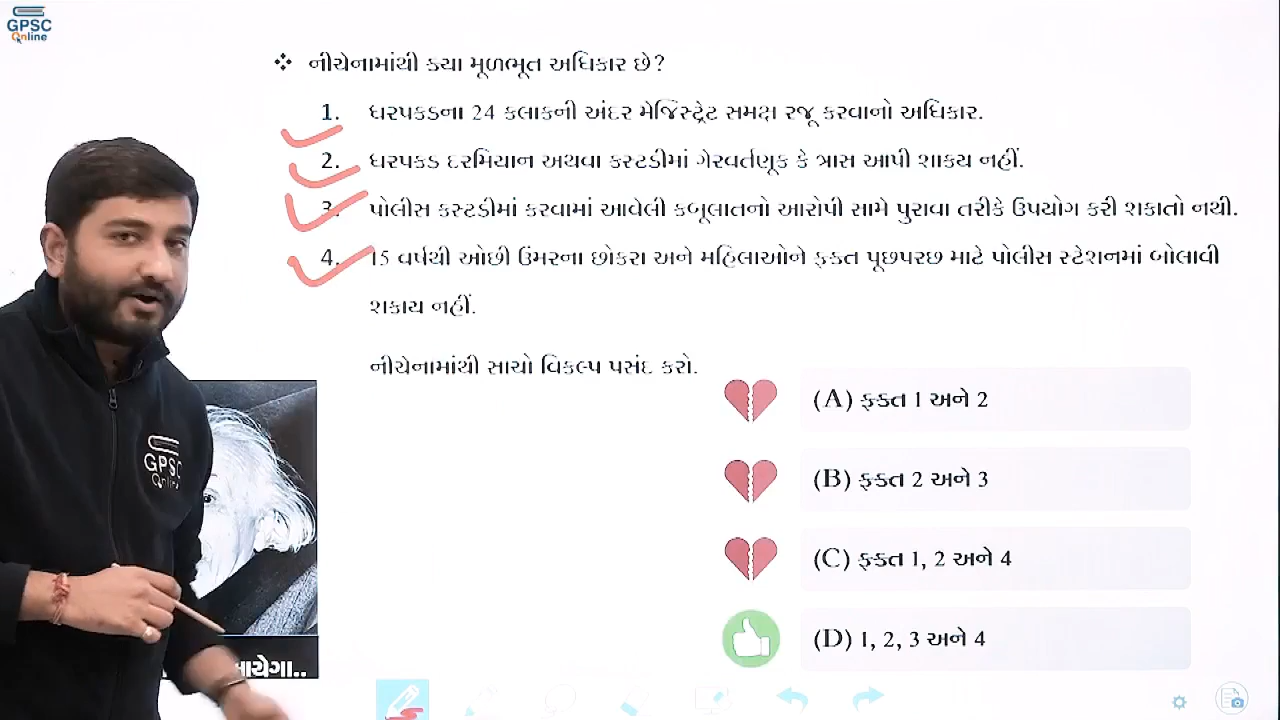 GPSC
Online
❖ નીચેનામાંથી ક્યા મૂળભૂત અધિકાર છે?
1. ધરપકડના 24 કલાકની અંદર મેજિસ્ટ્રેટ સમક્ષ રજૂ કરવાનો અધિકાર.
2. ધરપકડ દરમિયાન અથવા કસ્ટડીમાં ગેરવર્તણૂક કે ત્રાસ આપી શાકય નહીં.
3. પોલીસ કસ્ટડીમાં કરવામાં આવેલી કબૂલાતનો આરોપી સામે પુરાવા તરીકે ઉપયોગ કરી શકાતો નથી.
4. 15 વર્ષથી ઓછી ઉંમરના છોકરા અને મહિલાઓને ફક્ત પૂછપરછ માટે પોલીસ સ્ટેશનમાં બોલાવી
શકાય નહીં.
નીચેનામાંથી સાચો વિકલ્પ પસંદ કરો.
(A) ફક્ત 1 અને 2
(B) ફક્ત 2 અને 3
(C) ફક્ત 1, 2 અને 4
(D) 1, 2, 3 અને 4
GPSC
Online